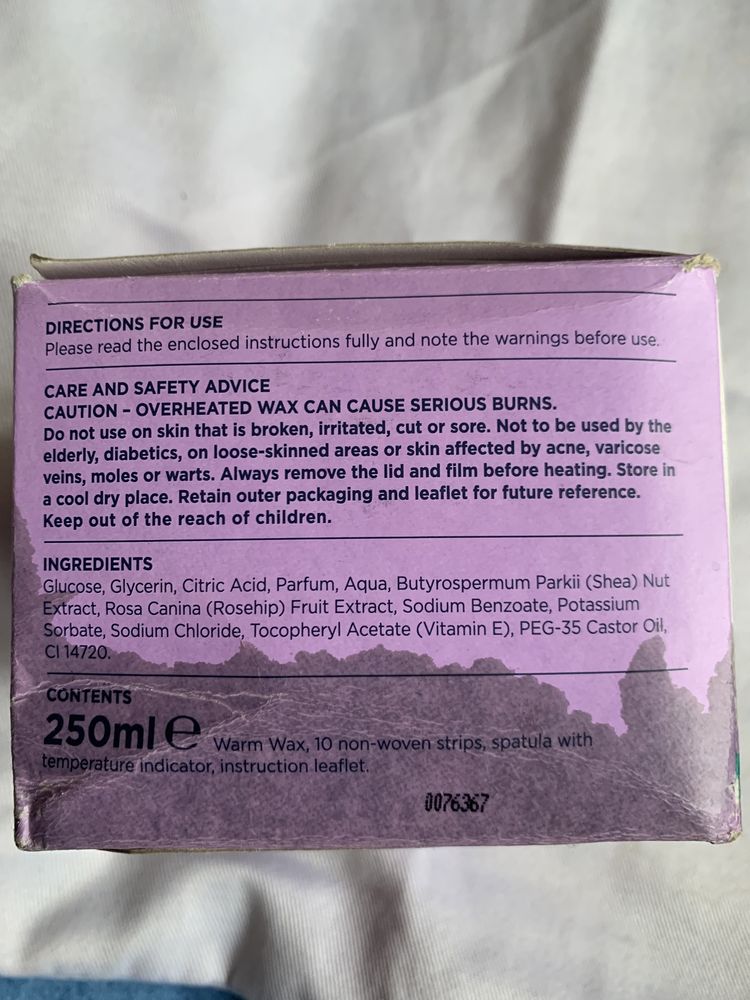 DIRECTIONS FOR USE
Please read the enclosed instructions fully and note the warnings before use.
CARE AND SAFETY ADVICE
CAUTION – OVERHEATED WAX CAN CAUSE SERIOUS BURNS.
Do not use on skin that is broken, irritated, cut or sore. Not to be used by the
elderly, diabetics, on loose-skinned areas or skin affected by acne, varicose
veins, moles or warts. Always remove the lid and film before heating. Store in
a cool dry place. Retain outer packaging and leaflet for future reference.
Keep out of the reach of children.
INGREDIENTS
Glucose, Glycerin, Citric Acid, Parfum, Aqua, Butyrospermum Parkii (Shea) Nut
Extract, Rosa Canina (Rosehip) Fruit Extract, Sodium Benzoate, Potassium
Sorbate, Sodium Chloride, Tocopheryl Acetate (Vitamin E), PEG-35 Castor Oil,
CI 14720.
CONTENTS
250ml ℮ Warm Wax, 10 non-woven strips, spatula with
temperature indicator, instruction leaflet.
0076367